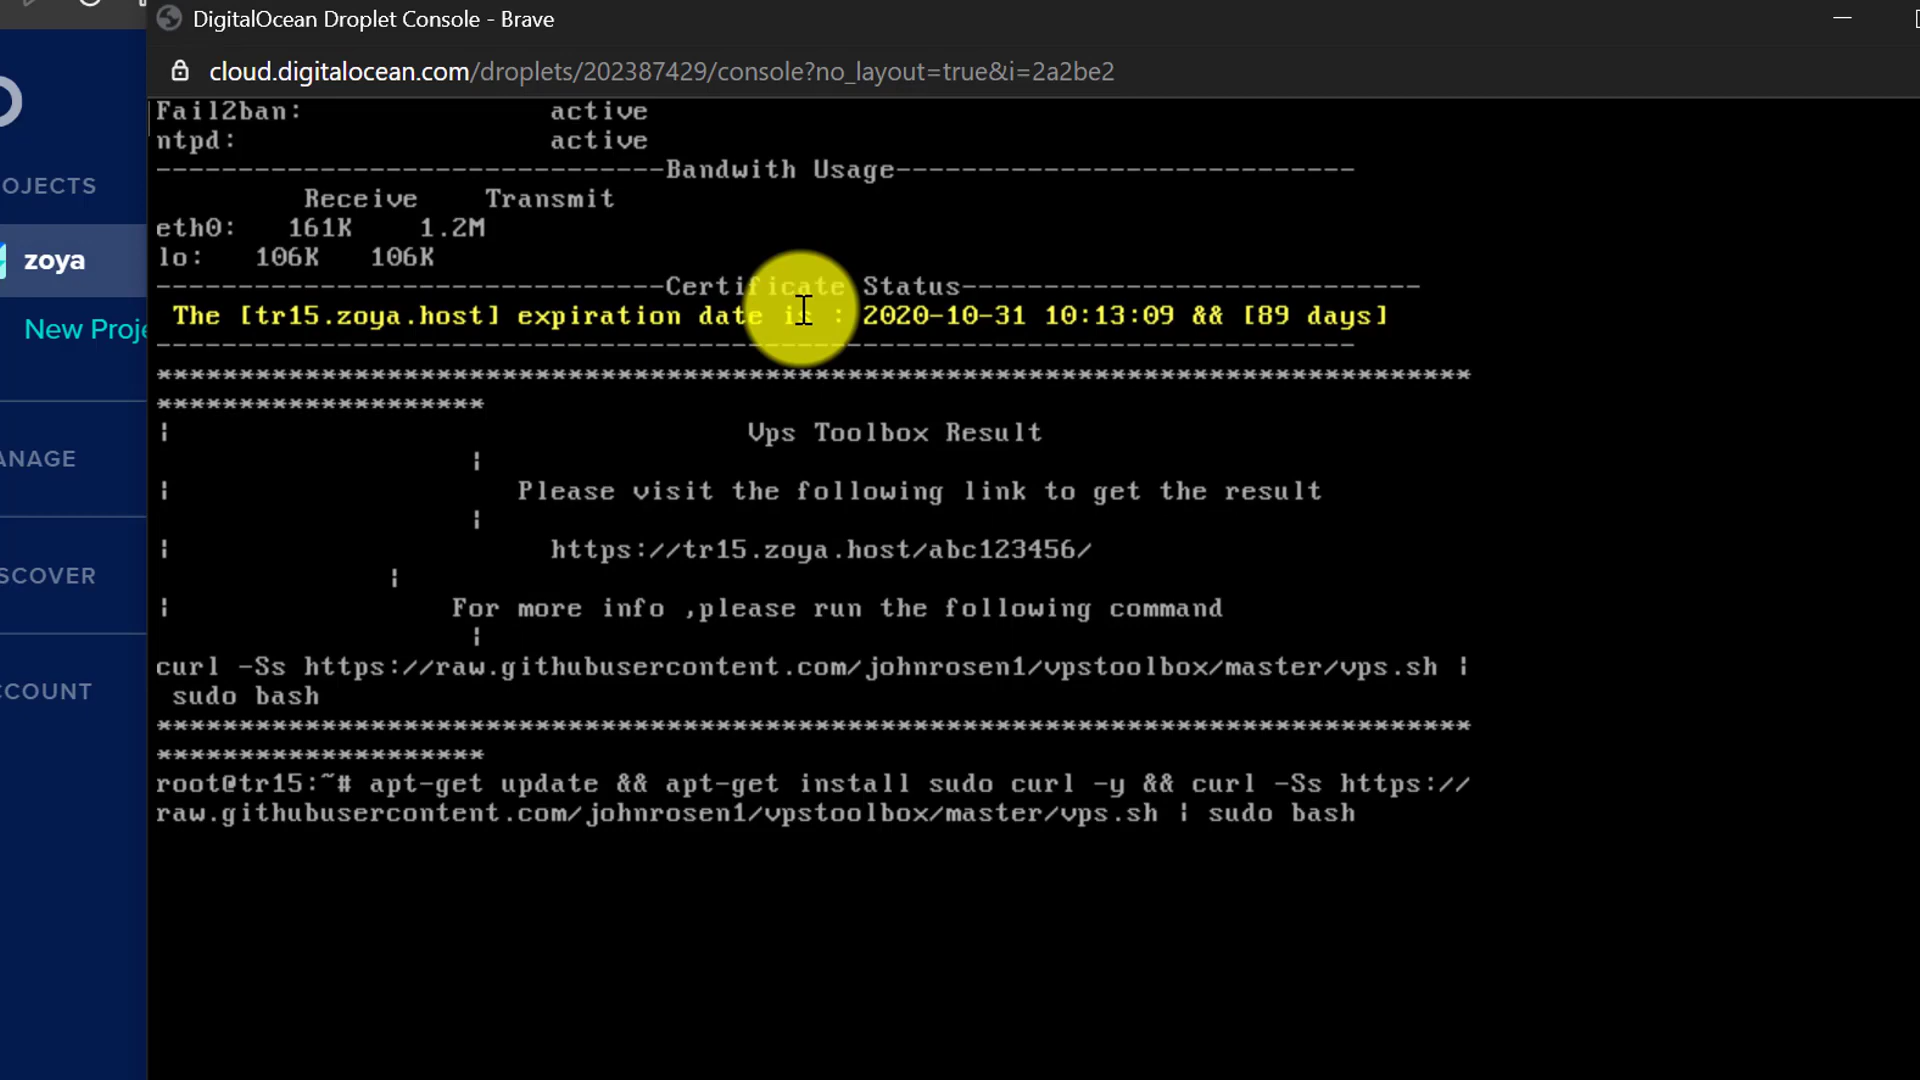 DigitalOcean Droplet Console - Brave
cloud.digitalocean.com/droplets/202387429/console?no_layout=true&i=2a2be2
OJECTS
zoya
New Proje
ANAGE
SCOVER
CCOUNT
Fail2ban: active
ntpd: active
-------------------------------Bandwith Usage----------------------------
Receive Transmit
eth0: 161K 1.2M
lo: 106K 106K
-------------------------------Certificate Status----------------------------
The [tr15.zoya.host] expiration date is : 2020-10-31 10:13:09 && [89 days]
-------------------------------------------------------------------------
********************************************************************************
********************
| Vps Toolbox Result
|
| Please visit the following link to get the result
|
| https://tr15.zoya.host/abc123456/
|
| For more info ,please run the following command
|
curl -Ss https://raw.githubusercontent.com/johnrosen1/vpstoolbox/master/vps.sh |
sudo bash
********************************************************************************
********************
root@tr15:~# apt-get update && apt-get install sudo curl -y && curl -Ss https://
raw.githubusercontent.com/johnrosen1/vpstoolbox/master/vps.sh | sudo bash